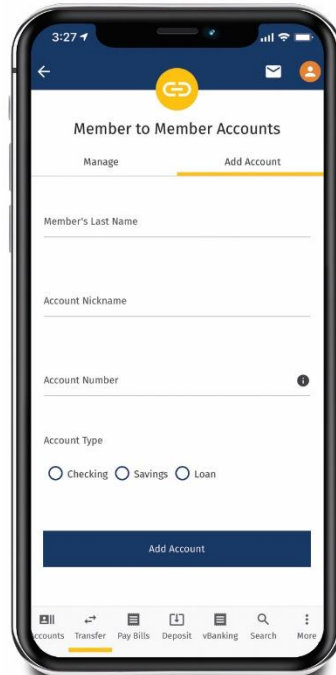 3:27
Member to Member Accounts
Manage Add Account
Member's Last Name
Account Nickname
Account Number
Account Type
Checking Savings Loan
Add Account
ccounts Transfer Pay Bills Deposit vBanking Search More